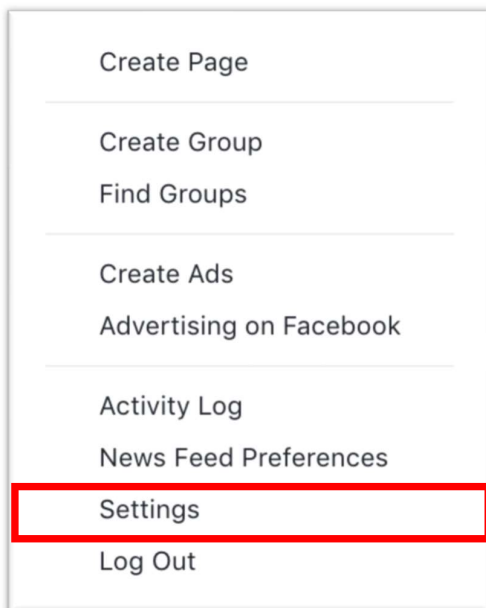 Create Page
Create Group
Find Groups
Create Ads
Advertising on Facebook
Activity Log
News Feed Preferences
Settings
Log Out